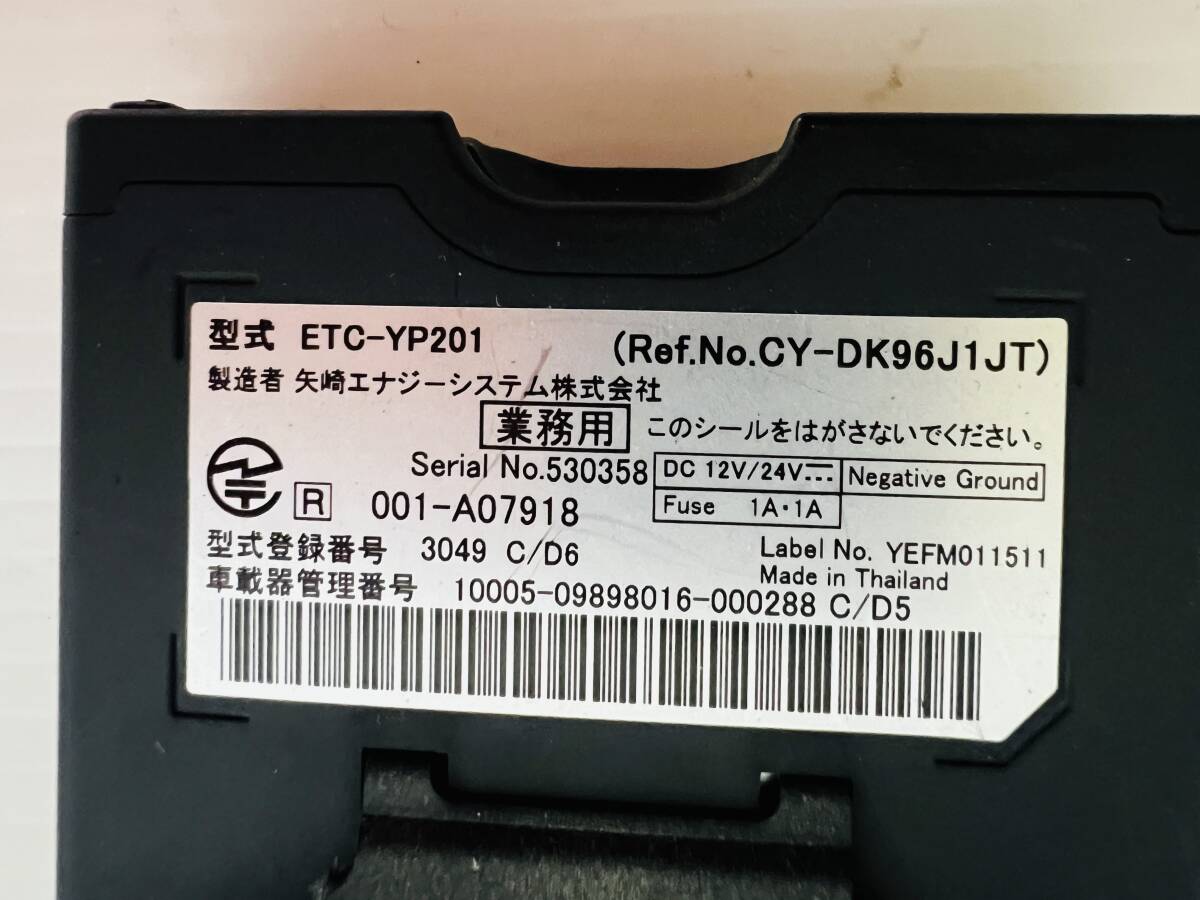 型式 ETC-YP201 (Ref.No.CY-DK96J1JT)
製造者 矢崎エナジーシステム株式会社
業務用 このシールをはがさないでください。
Serial No.530358 DC 12V/24V⎓ Negative Ground
R 001-A07918 Fuse 1A・1A
型式登録番号 3049 C/D6 Label No. YEFM011511
Made in Thailand
車載器管理番号 10005-09898016-000288 C/D5